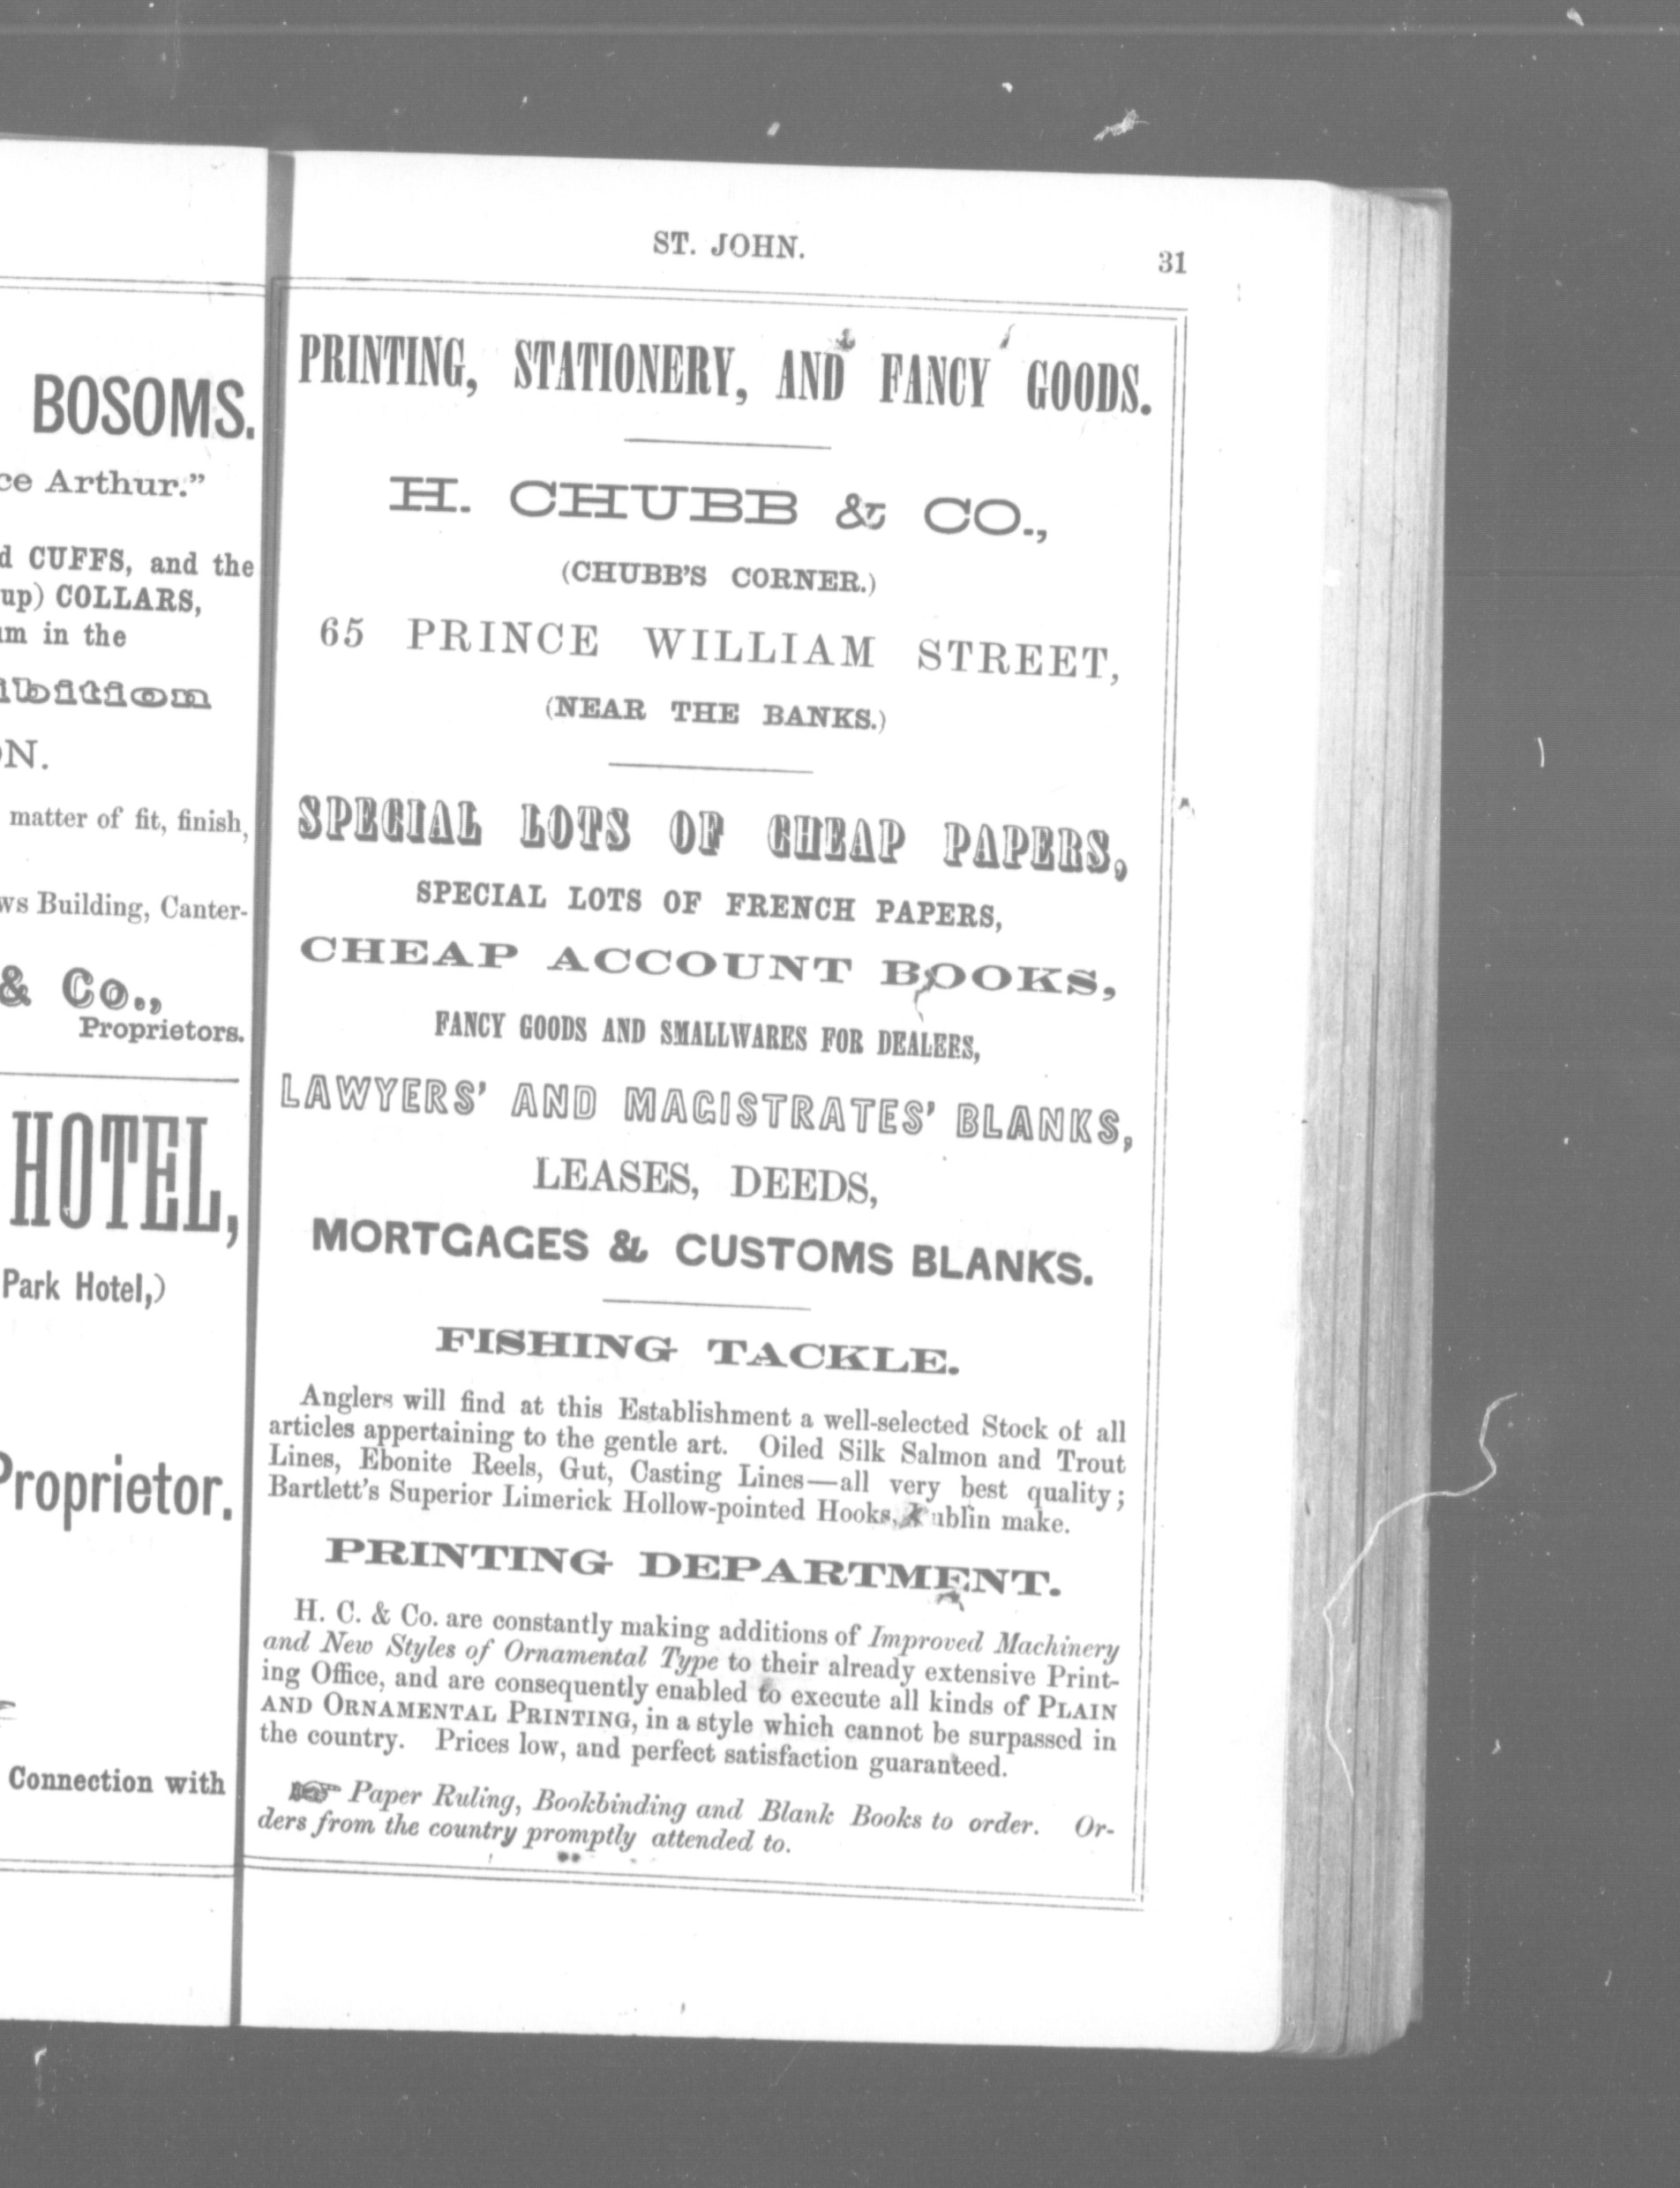 BOSOMS.
ce Arthur."
d CUFFS, and the
up) COLLARS,
um in the
ibition
ON.
matter of fit, finish,
ws Building, Canter-
& Co.,
Proprietors.
HOTEL,
Park Hotel,)
Proprietor.
Connection with
ST. JOHN.
31
PRINTING, STATIONERY, AND FANCY GOODS.
H. CHUBB & CO.,
(CHUBB'S CORNER.)
65 PRINCE WILLIAM STREET,
(NEAR THE BANKS.)
SPECIAL LOTS OF CHEAP PAPERS,
SPECIAL LOTS OF FRENCH PAPERS,
CHEAP ACCOUNT BOOKS,
FANCY GOODS AND SMALLWARES FOR DEALERS,
LAWYERS' AND MAGISTRATES' BLANKS,
LEASES, DEEDS,
MORTGAGES & CUSTOMS BLANKS.
FISHING TACKLE.
Anglers will find at this Establishment a well-selected Stock of all
articles appertaining to the gentle art. Oiled Silk Salmon and Trout
Lines, Ebonite Reels, Gut, Casting Lines—all very best quality;
Bartlett's Superior Limerick Hollow-pointed Hooks, Dublin make.
PRINTING DEPARTMENT.
H. C. & Co. are constantly making additions of Improved Machinery
and New Styles of Ornamental Type to their already extensive Print-
ing Office, and are consequently enabled to execute all kinds of PLAIN
AND ORNAMENTAL PRINTING, in a style which cannot be surpassed in
the country. Prices low, and perfect satisfaction guaranteed.
☞ Paper Ruling, Bookbinding and Blank Books to order. Or-
ders from the country promptly attended to.